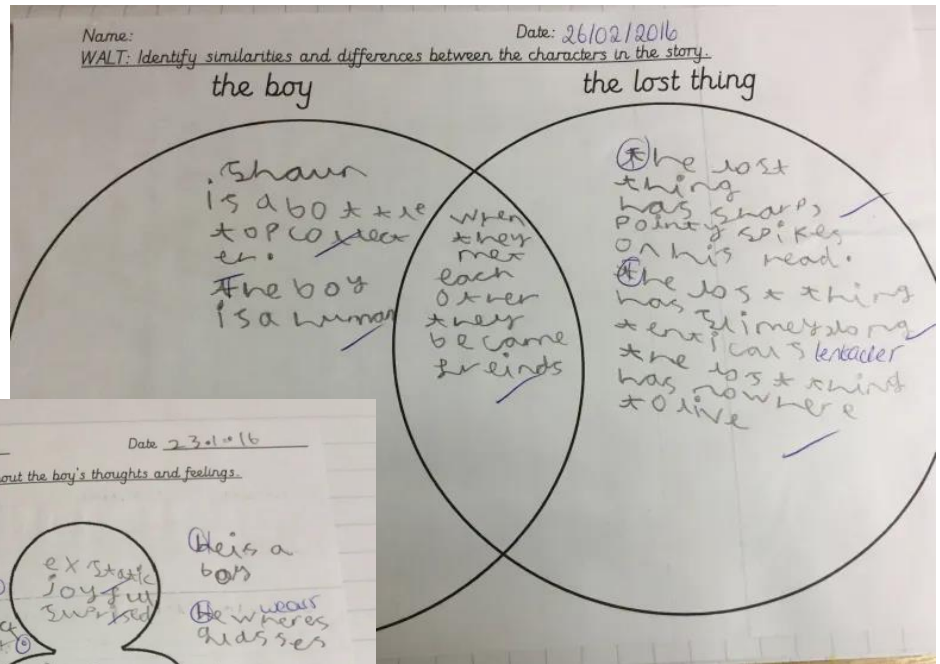 Name:
Date: 26/02/2016
WALT: Identify similarities and differences between the characters in the story.
the boy
the lost thing
. Shaun
is a bottle
top collect
er.
The boy
is a human
when
they
met
each
other
they
became
freinds
the lost
thing
has sharp,
pointy spikes
on his head.
the lost thing
has slimey long
tenticals tentacles
the lost thing
has nowhere
to live
Date 23.1.16
out the boy's thoughts and feelings.
exstatic
joyful
surprised
He is a
boy
He wheres wears
glasses